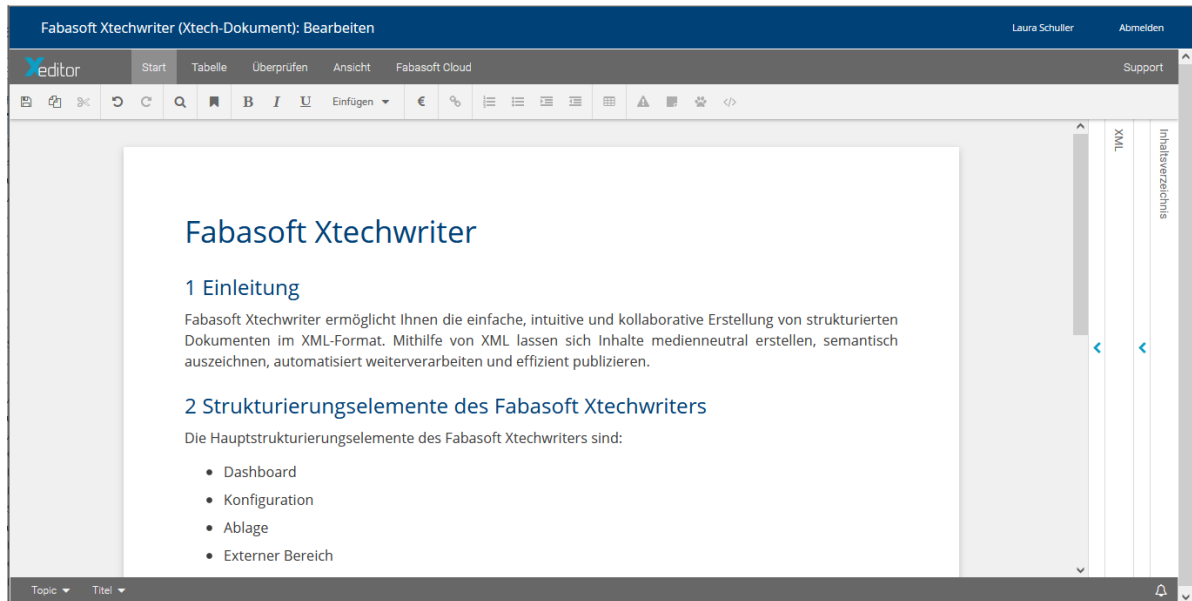 Fabasoft Xtechwriter (Xtech-Dokument): Bearbeiten
Laura Schuller
Abmelden
Xeditor
Start
Tabelle
Überprüfen
Ansicht
Fabasoft Cloud
Support
B I U
Einfügen
€
Fabasoft Xtechwriter
1 Einleitung
Fabasoft Xtechwriter ermöglicht Ihnen die einfache, intuitive und kollaborative Erstellung von strukturierten
Dokumenten im XML-Format. Mithilfe von XML lassen sich Inhalte medienneutral erstellen, semantisch
auszeichnen, automatisiert weiterverarbeiten und effizient publizieren.
2 Strukturierungselemente des Fabasoft Xtechwriters
Die Hauptstrukturierungselemente des Fabasoft Xtechwriters sind:
• Dashboard
• Konfiguration
• Ablage
• Externer Bereich
XML
Inhaltsverzeichnis
Topic
Titel